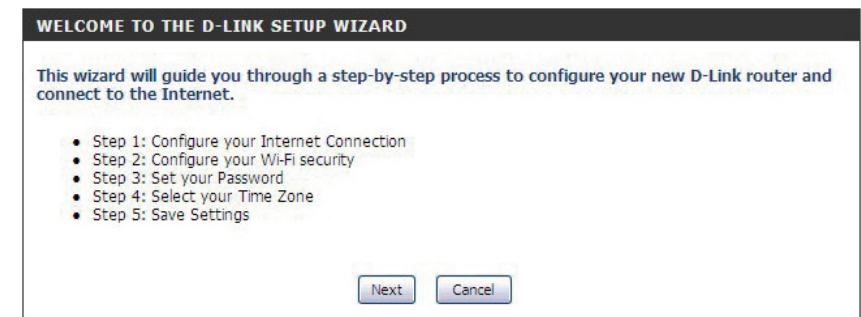 WELCOME TO THE D-LINK SETUP WIZARD
This wizard will guide you through a step-by-step process to configure your new D-Link router and
connect to the Internet.
• Step 1: Configure your Internet Connection
• Step 2: Configure your Wi-Fi security
• Step 3: Set your Password
• Step 4: Select your Time Zone
• Step 5: Save Settings
Next Cancel